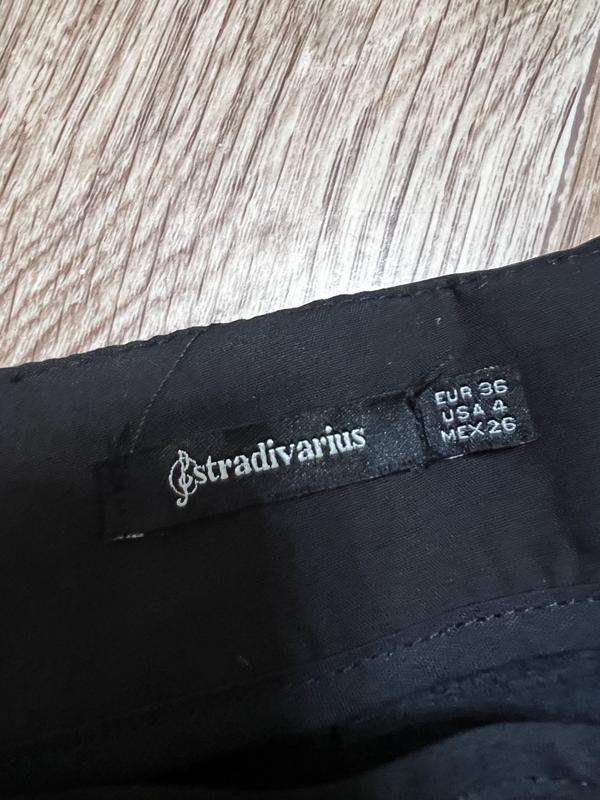 stradivarius
EUR 36
USA 4
MEX 26